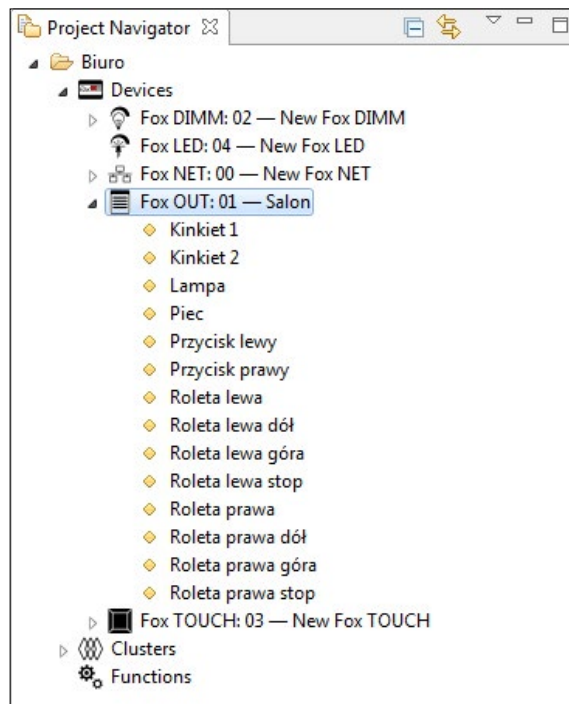 Project Navigator
Biuro
Devices
Fox DIMM: 02 — New Fox DIMM
Fox LED: 04 — New Fox LED
Fox NET: 00 — New Fox NET
Fox OUT: 01 — Salon
Kinkiet 1
Kinkiet 2
Lampa
Piec
Przycisk lewy
Przycisk prawy
Roleta lewa
Roleta lewa dół
Roleta lewa góra
Roleta lewa stop
Roleta prawa
Roleta prawa dół
Roleta prawa góra
Roleta prawa stop
Fox TOUCH: 03 — New Fox TOUCH
Clusters
Functions